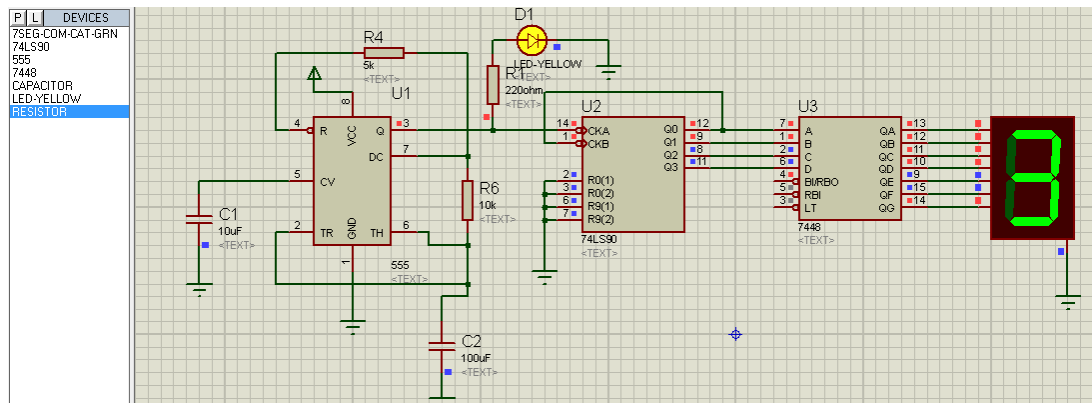 P L DEVICES
7SEG-COM-CAT-GRN
74LS90
555
7448
CAPACITOR
LED-YELLOW
RESISTOR
R4
5k
<TEXT>
D1
LED-YELLOW
<TEXT>
R1
220ohm
<TEXT>
U1
4 R
8 VCC
Q 3
DC 7
5 CV
2 TR
GND 1
TH 6
555
<TEXT>
R6
10k
<TEXT>
C1
10uF
<TEXT>
C2
100uF
<TEXT>
U2
14 CKA Q0 12
1 CKB Q1 9
Q2 8
Q3 11
2 R0(1)
3 R0(2)
6 R9(1)
7 R9(2)
74LS90
<TEXT>
U3
7 A QA 13
1 B QB 12
2 C QC 11
6 D QD 10
4 BI/RBO QE 9
5 RBI QF 15
3 LT QG 14
7448
<TEXT>
3